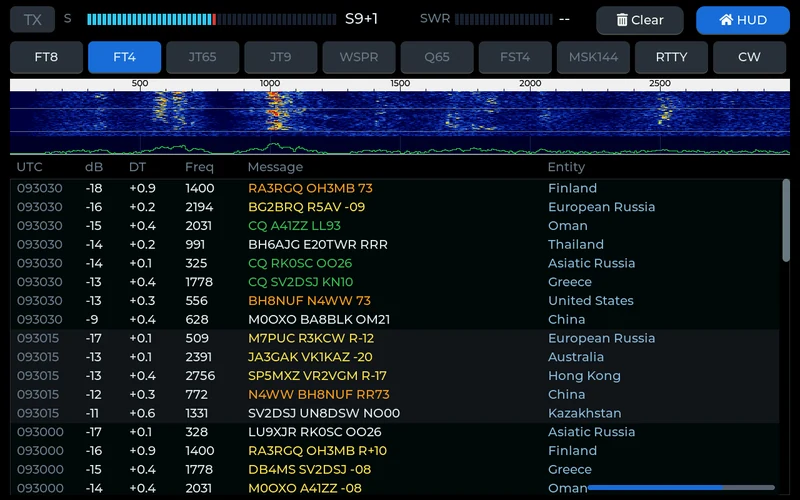 TX S S9+1 SWR -- Clear HUD
FT8 FT4 JT65 JT9 WSPR Q65 FST4 MSK144 RTTY CW
500 1000 1500 2000 2500
UTC dB DT Freq Message Entity
093030 -18 +0.9 1400 RA3RGQ OH3MB 73 Finland
093030 -16 +0.2 2194 BG2BRQ R5AV -09 European Russia
093030 -15 +0.4 2031 CQ A41ZZ LL93 Oman
093030 -14 +0.2 991 BH6AJG E20TWR RRR Thailand
093030 -14 +0.1 325 CQ RK0SC OO26 Asiatic Russia
093030 -13 +0.4 1778 CQ SV2DSJ KN10 Greece
093030 -13 +0.3 556 BH8NUF N4WW 73 United States
093030 -9 +0.4 628 M0OXO BA8BLK OM21 China
093015 -17 +0.1 509 M7PUC R3KCW R-12 European Russia
093015 -13 +0.1 2391 JA3GAK VK1KAZ -20 Australia
093015 -13 +0.4 2756 SP5MXZ VR2VGM R-17 Hong Kong
093015 -12 +0.3 772 N4WW BH8NUF RR73 China
093015 -11 +0.6 1331 SV2DSJ UN8DSW NO00 Kazakhstan
093000 -17 +0.1 328 LU9XJR RK0SC OO26 Asiatic Russia
093000 -16 +0.9 1400 RA3RGQ OH3MB R+10 Finland
093000 -15 +0.4 1778 DB4MS SV2DSJ -08 Greece
093000 -14 +0.4 2031 M0OXO A41ZZ -08 Oman